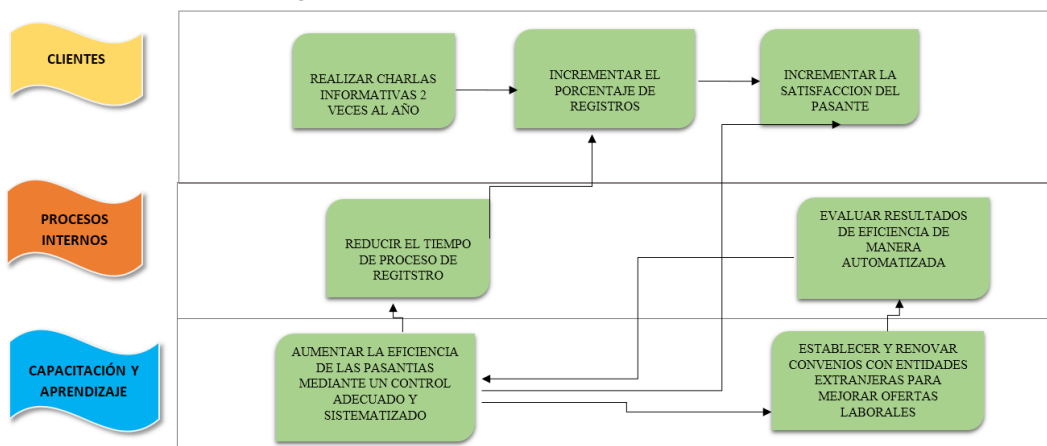 CLIENTES
REALIZAR CHARLAS
INFORMATIVAS 2
VECES AL AÑO
INCREMENTAR EL
PORCENTAJE DE
REGISTROS
INCREMENTAR LA
SATISFACCION DEL
PASANTE
PROCESOS
INTERNOS
REDUCIR EL TIEMPO
DE PROCESO DE
REGITSTRO
EVALUAR RESULTADOS
DE EFICIENCIA DE
MANERA
AUTOMATIZADA
CAPACITACIÓN Y
APRENDIZAJE
AUMENTAR LA EFICIENCIA
DE LAS PASANTIAS
MEDIANTE UN CONTROL
ADECUADO Y
SISTEMATIZADO
ESTABLECER Y RENOVAR
CONVENIOS CON ENTIDADES
EXTRANJERAS PARA
MEJORAR OFERTAS
LABORALES